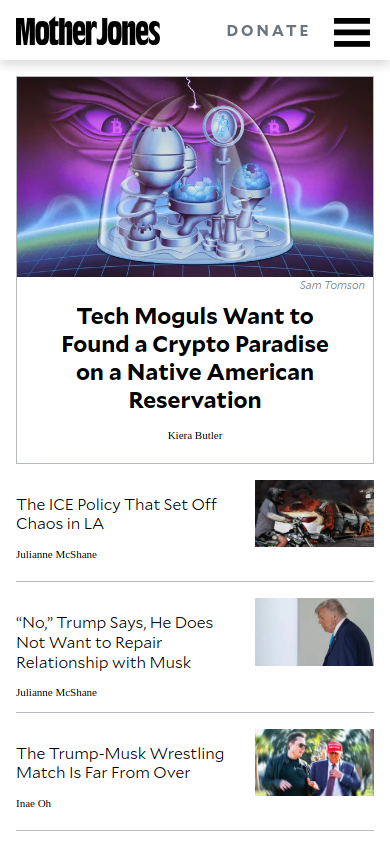 Mother Jones
DONATE
Sam Tomson
Tech Moguls Want to
Found a Crypto Paradise
on a Native American
Reservation
Kiera Butler
The ICE Policy That Set Off
Chaos in LA
Julianne McShane
“No,” Trump Says, He Does
Not Want to Repair
Relationship with Musk
Julianne McShane
The Trump-Musk Wrestling
Match Is Far From Over
Inae Oh